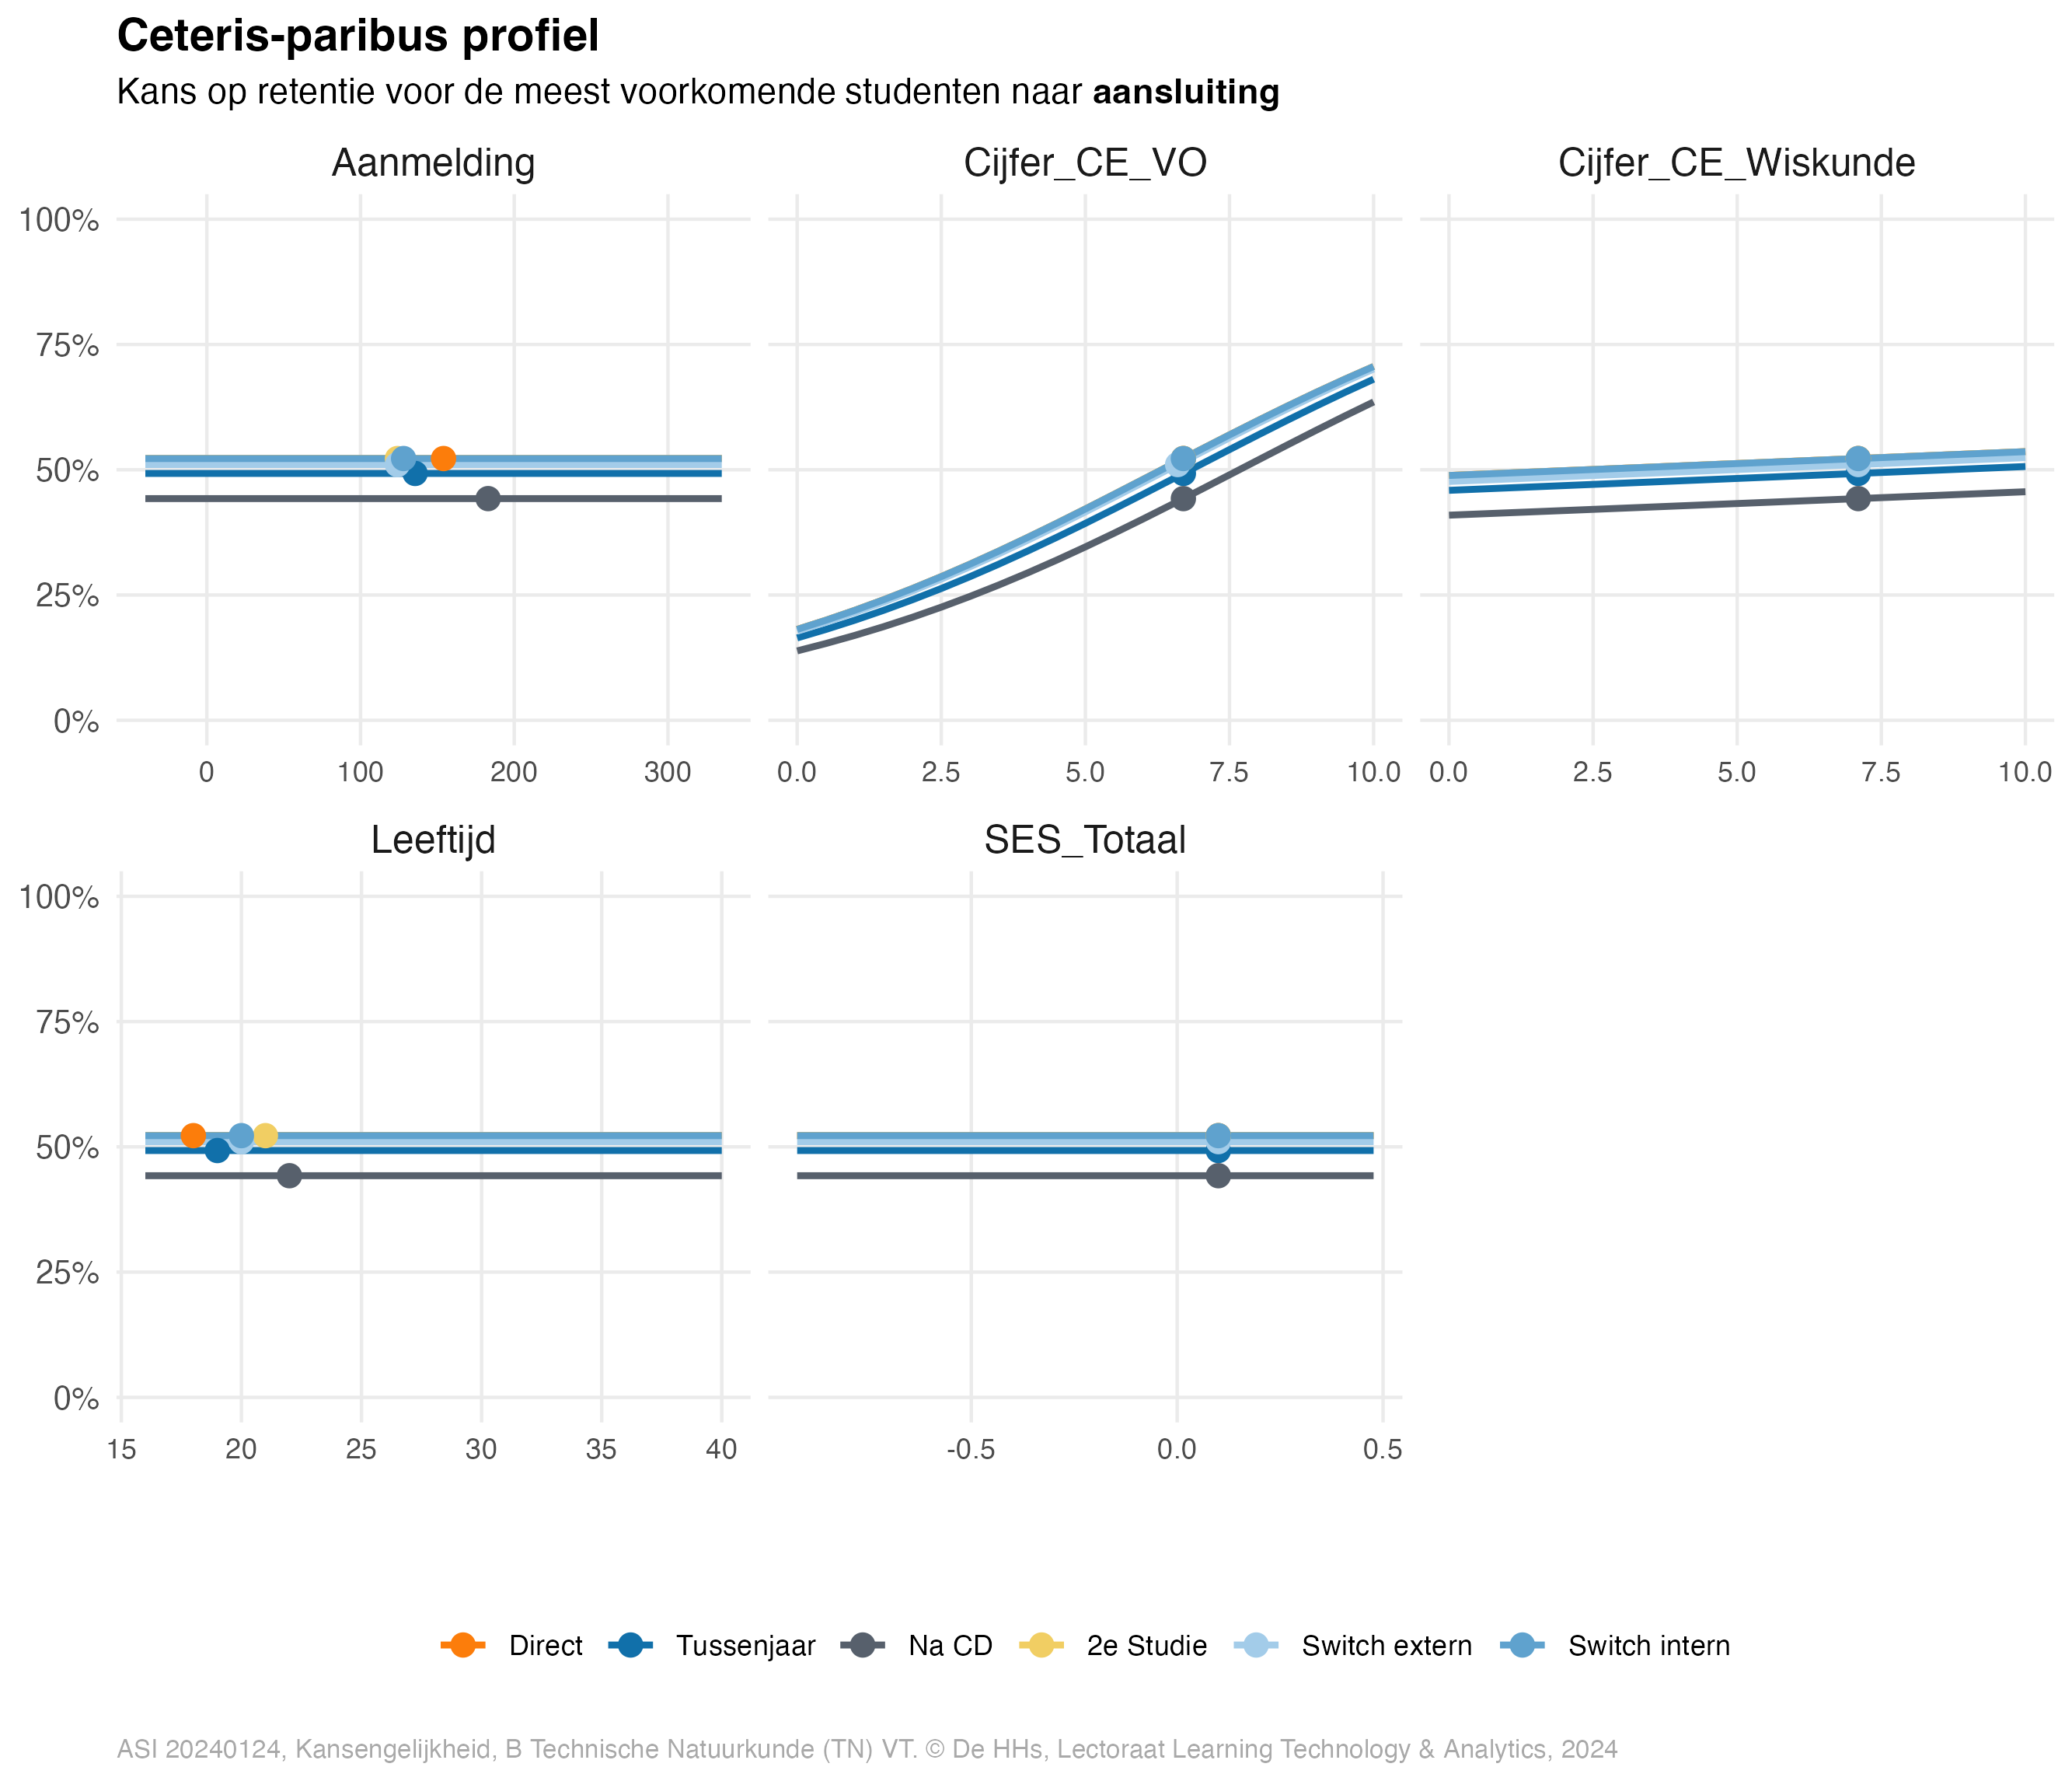 Ceteris-paribus profiel
Kans op retentie voor de meest voorkomende studenten naar aansluiting
Aanmelding Cijfer_CE_VO Cijfer_CE_Wiskunde
100%
75%
50%
25%
0%
0 100 200 300 0.0 2.5 5.0 7.5 10.0 0.0 2.5 5.0 7.5 10.0
Leeftijd SES_Totaal
100%
75%
50%
25%
0%
15 20 25 30 35 40 -0.5 0.0 0.5
Direct Tussenjaar Na CD 2e Studie Switch extern Switch intern
ASI 20240124, Kansengelijkheid, B Technische Natuurkunde (TN) VT. © De HHs, Lectoraat Learning Technology & Analytics, 2024